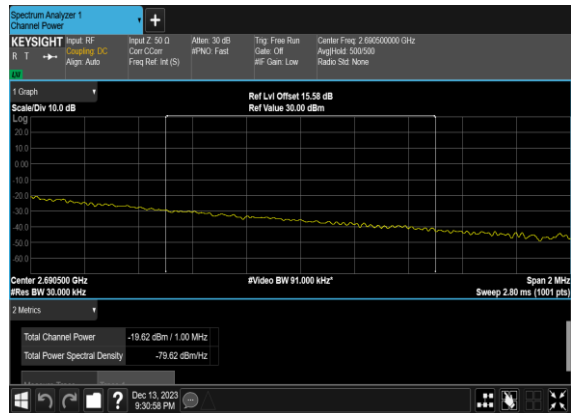 Spectrum Analyzer 1
Channel Power
KEYSIGHT
R T
Input: RF
Coupling: DC
Align: Auto
Input Z: 50 Ω
Corr CCorr
Freq Ref: Int (S)
Atten: 30 dB
#PNO: Fast
Trig: Free Run
Gate: Off
#IF Gain: Low
Center Freq: 2.690500000 GHz
Avg|Hold: 500/500
Radio Std: None
1 Graph
Scale/Div 10.0 dB
Ref Lvl Offset 15.58 dB
Ref Value 30.00 dBm
Log
20.0
10.0
0.00
-10.0
-20.0
-30.0
-40.0
-50.0
-60.0
Center 2.690500 GHz
#Video BW 91.000 kHz*
Span 2 MHz
#Res BW 30.000 kHz
Sweep 2.80 ms (1001 pts)
2 Metrics
Total Channel Power -19.62 dBm / 1.00 MHz
Total Power Spectral Density -79.62 dBm/Hz
?
Dec 13, 2023
9:30:58 PM